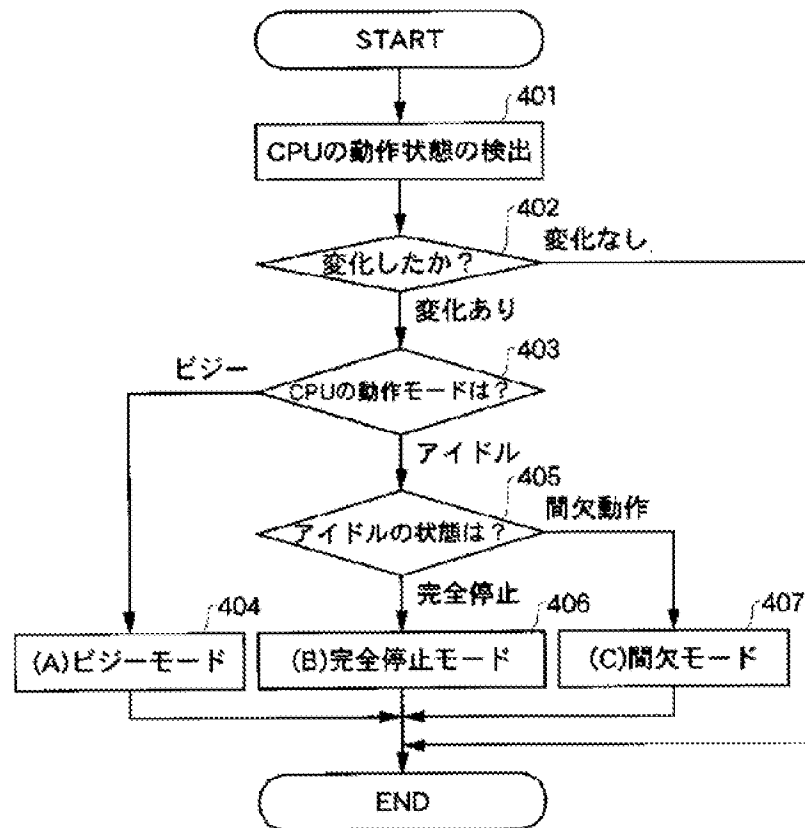 START
401
CPUの動作状態の検出
402
変化なし
変化したか？
変化あり
403
ビジー
CPUの動作モードは？
アイドル
405
間欠動作
アイドルの状態は？
完全停止
404
406
407
(A)ビジーモード
(B)完全停止モード
(C)間欠モード
END